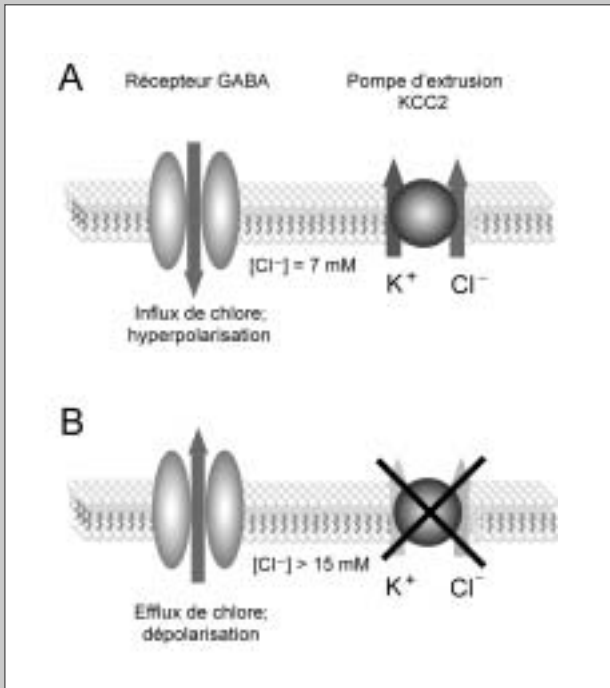 A
Récepteur GABA
Pompe d'extrusion
KCC2
[Cl⁻] = 7 mM
K⁺
Cl⁻
Influx de chlore;
hyperpolarisation
B
[Cl⁻] > 15 mM
K⁺
Cl⁻
Efflux de chlore;
dépolarisation